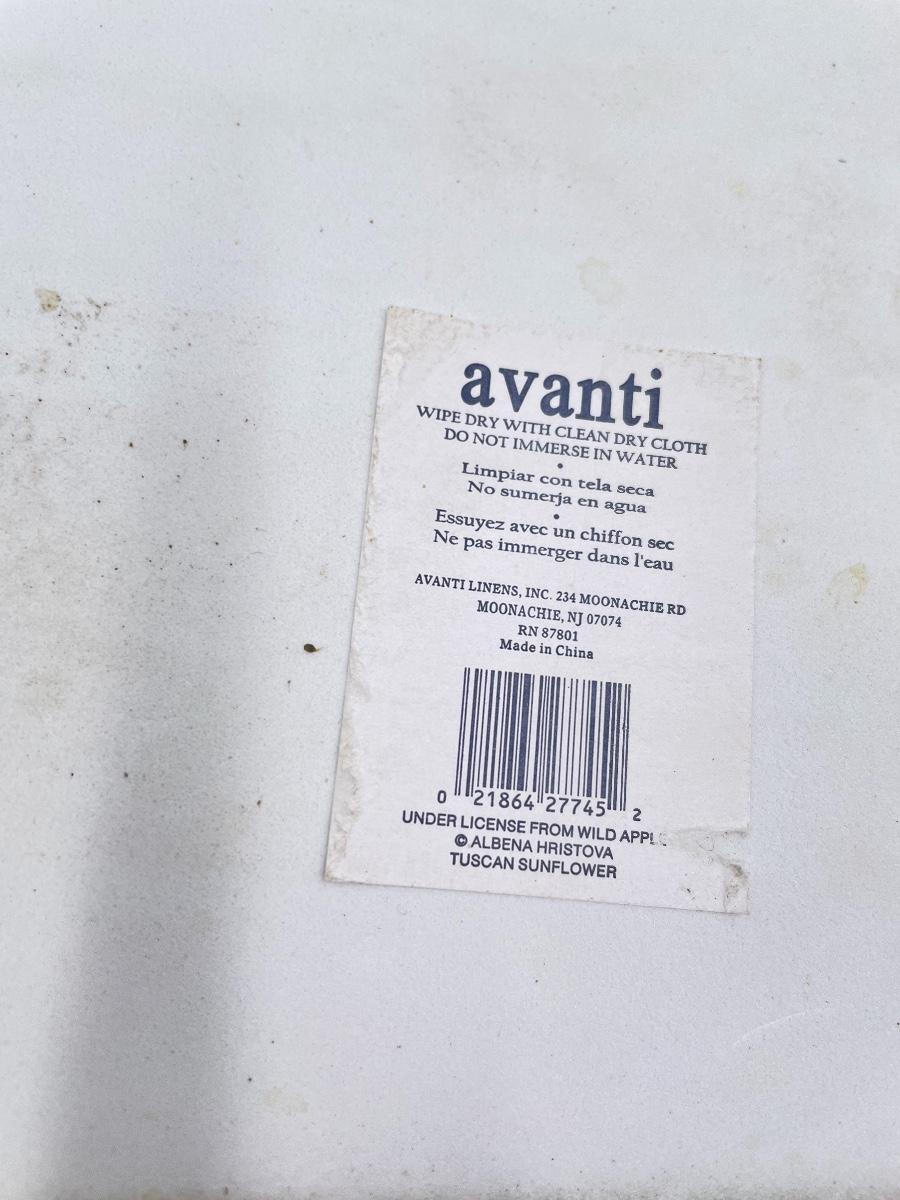 avanti
WIPE DRY WITH CLEAN DRY CLOTH
DO NOT IMMERSE IN WATER
•
Limpiar con tela seca
No sumerja en agua
•
Essuyez avec un chiffon sec
Ne pas immerger dans l'eau
AVANTI LINENS, INC. 234 MOONACHIE RD
MOONACHIE, NJ 07074
RN 87801
Made in China
0 21864 27745 2
UNDER LICENSE FROM WILD APPLE
© ALBENA HRISTOVA
TUSCAN SUNFLOWER